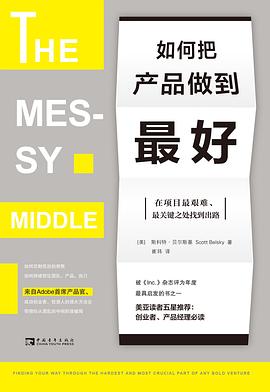 THE
MES-
SY
MIDDLE
如何把
产品做到
最好
在项目最艰难、
最关键之处找到出路
[美] 斯科特·贝尔斯基 Scott Belsky 著
崔玮 译
被《Inc.》杂志评为年度
最具启发的书之一
美亚读者五星推荐:
创业者、产品经理必读
来自Adobe首席产品官、
中国青年出版社
CHINA YOUTH PRESS
FINDING YOUR WAY THROUGH THE HARDEST AND MOST CRUCIAL PART OF ANY BOLD VENTURE